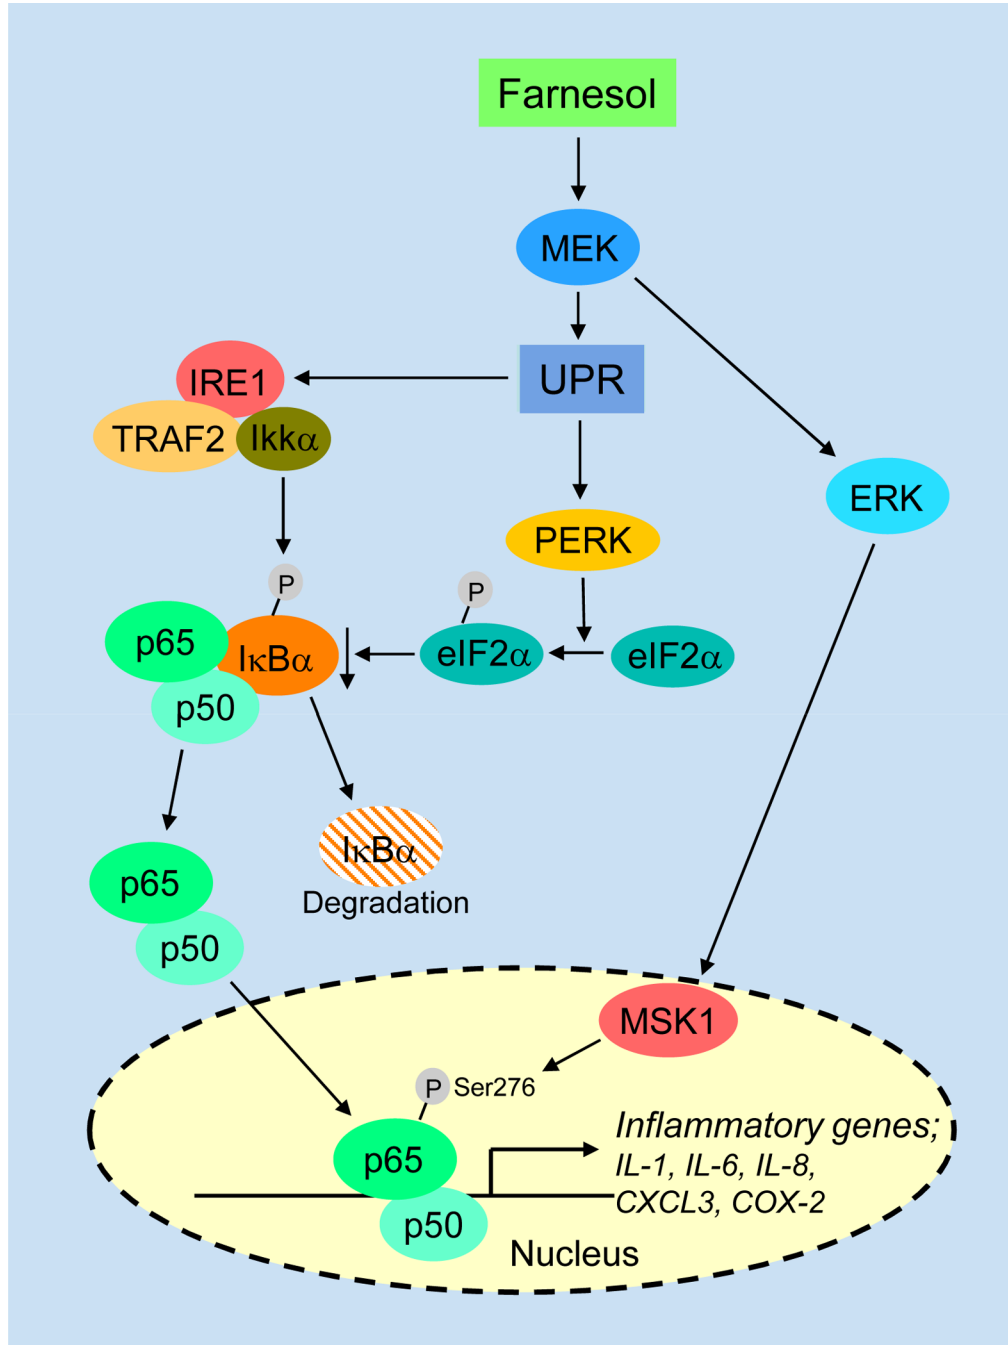 Farnesol
MEK
UPR
IRE1
TRAF2
Ikkα
ERK
PERK
P
P
p65
IκBα
eIF2α
eIF2α
p50
IκBα
Degradation
p65
p50
MSK1
P
Ser276
p65
p50
Inflammatory genes;
IL-1, IL-6, IL-8,
CXCL3, COX-2
Nucleus